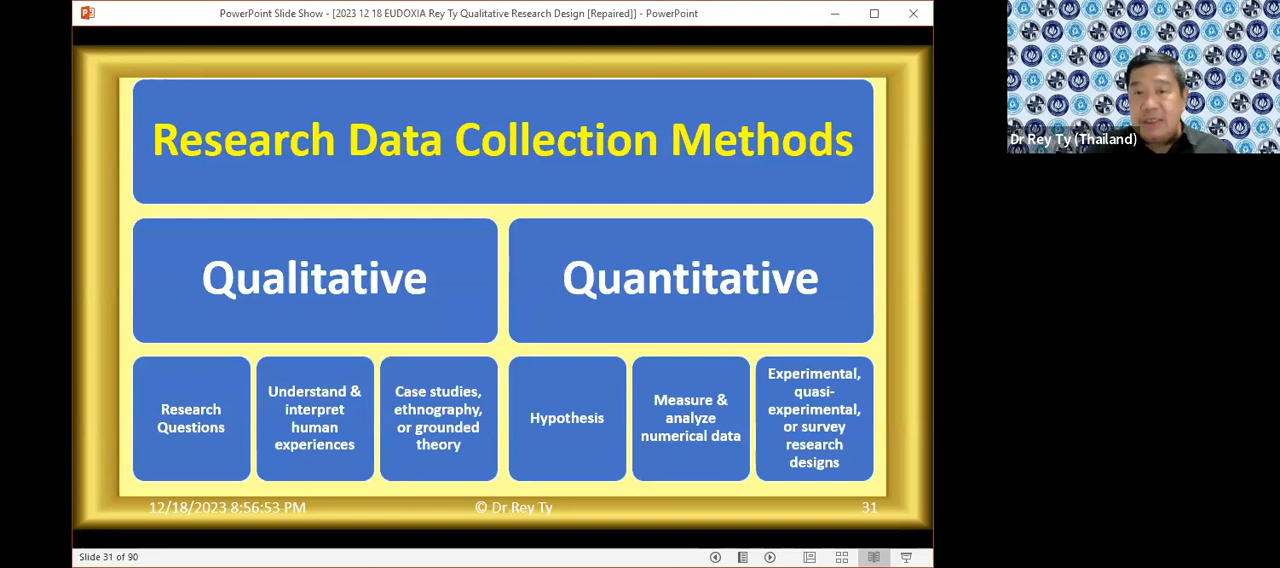 PowerPoint Slide Show - [2023 12 18 EUDOXIA Rey Ty Qualitative Research Design [Repaired]] - PowerPoint
Research Data Collection Methods
Qualitative
Quantitative
Research
Questions
Understand &
interpret
human
experiences
Case studies,
ethnography,
or grounded
theory
Hypothesis
Measure &
analyze
numerical data
Experimental,
quasi-
experimental,
or survey
research
designs
12/18/2023 8:56:53 PM
© Dr Rey Ty
31
Slide 31 of 90
Dr Rey Ty (Thailand)